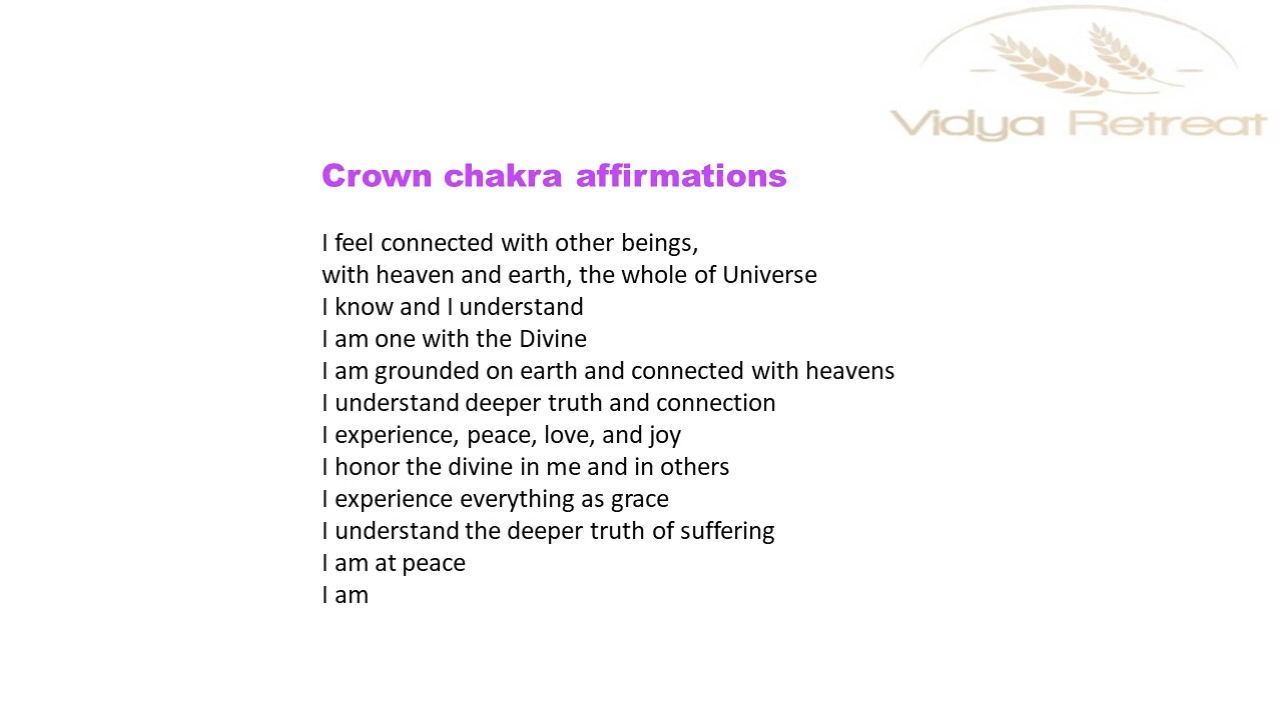 Vidya Retreat
Crown chakra affirmations
I feel connected with other beings,
with heaven and earth, the whole of Universe
I know and I understand
I am one with the Divine
I am grounded on earth and connected with heavens
I understand deeper truth and connection
I experience, peace, love, and joy
I honor the divine in me and in others
I experience everything as grace
I understand the deeper truth of suffering
I am at peace
I am